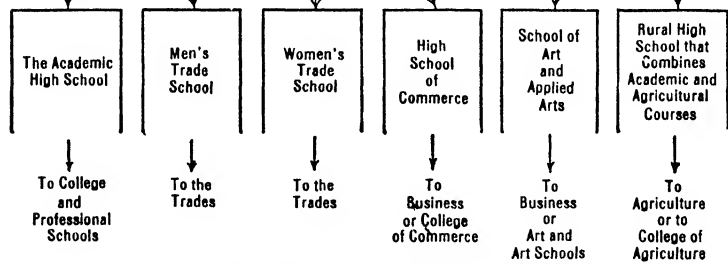 The Academic
High School
Men's
Trade
School
Women's
Trade
School
High
School
of
Commerce
School of
Art
and
Applied
Arts
Rural High
School that
Combines
Academic and
Agricultural
Courses
To College
and
Professional
Schools
To the
Trades
To the
Trades
To
Business
or College
of Commerce
To
Business
or
Art and
Art Schools
To
Agriculture
or to
College of
Agriculture